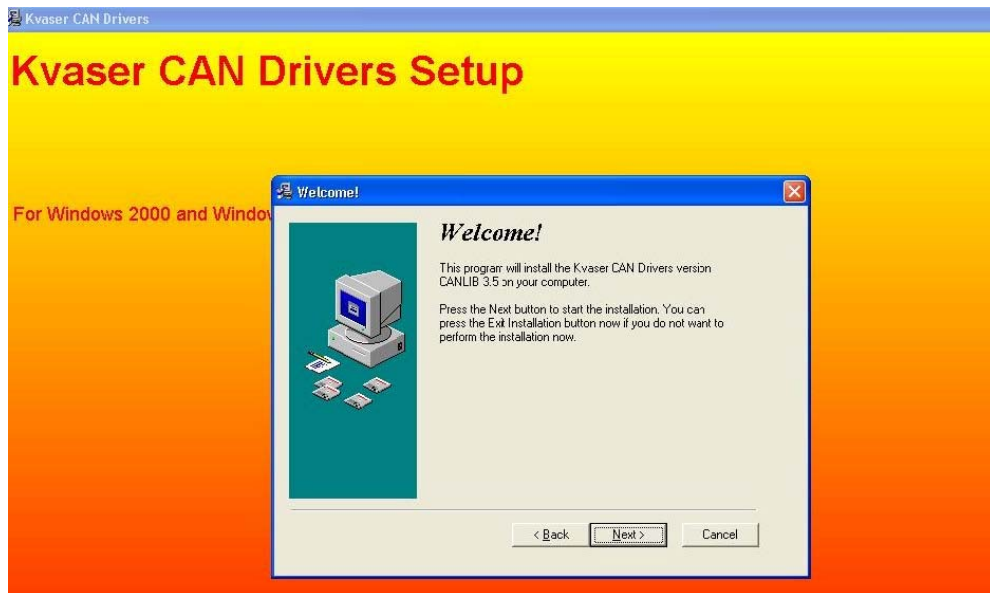 Kvaser CAN Drivers
Kvaser CAN Drivers Setup
For Windows 2000 and
Welcome!
Welcome!
This program will install the Kvaser CAN Drivers version
CANLIB 3.5 on your computer.
Press the Next button to start the installation. You can
press the Exit Installation button now if you do not want to
perform the installation now.
< Back
Next >
Cancel